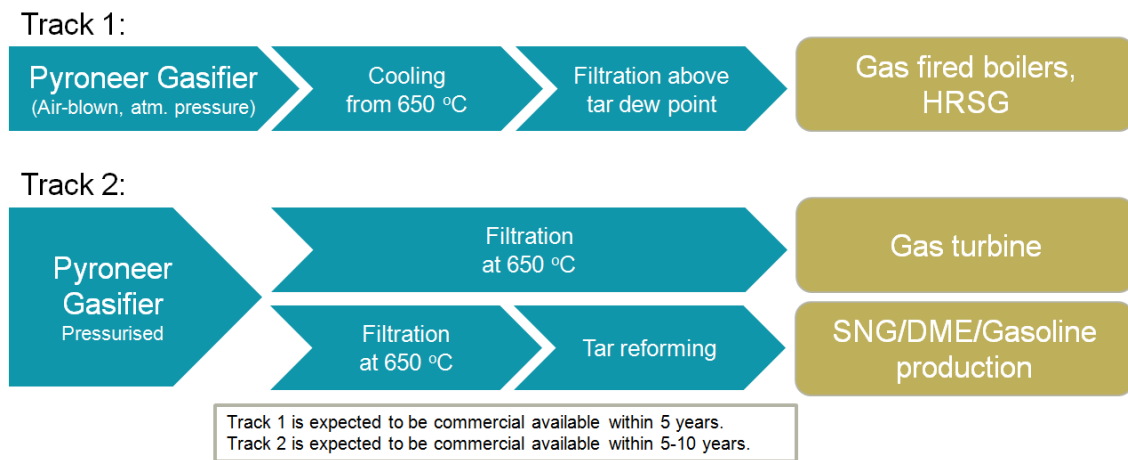 Track 1:
Pyroneer Gasifier
(Air-blown, atm. pressure)
Cooling
from 650 °C
Filtration above
tar dew point
Gas fired boilers,
HRSG
Track 2:
Pyroneer
Gasifier
Pressurised
Filtration
at 650 °C
Gas turbine
Filtration
at 650 °C
Tar reforming
SNG/DME/Gasoline
production
Track 1 is expected to be commercial available within 5 years.
Track 2 is expected to be commercial available within 5-10 years.